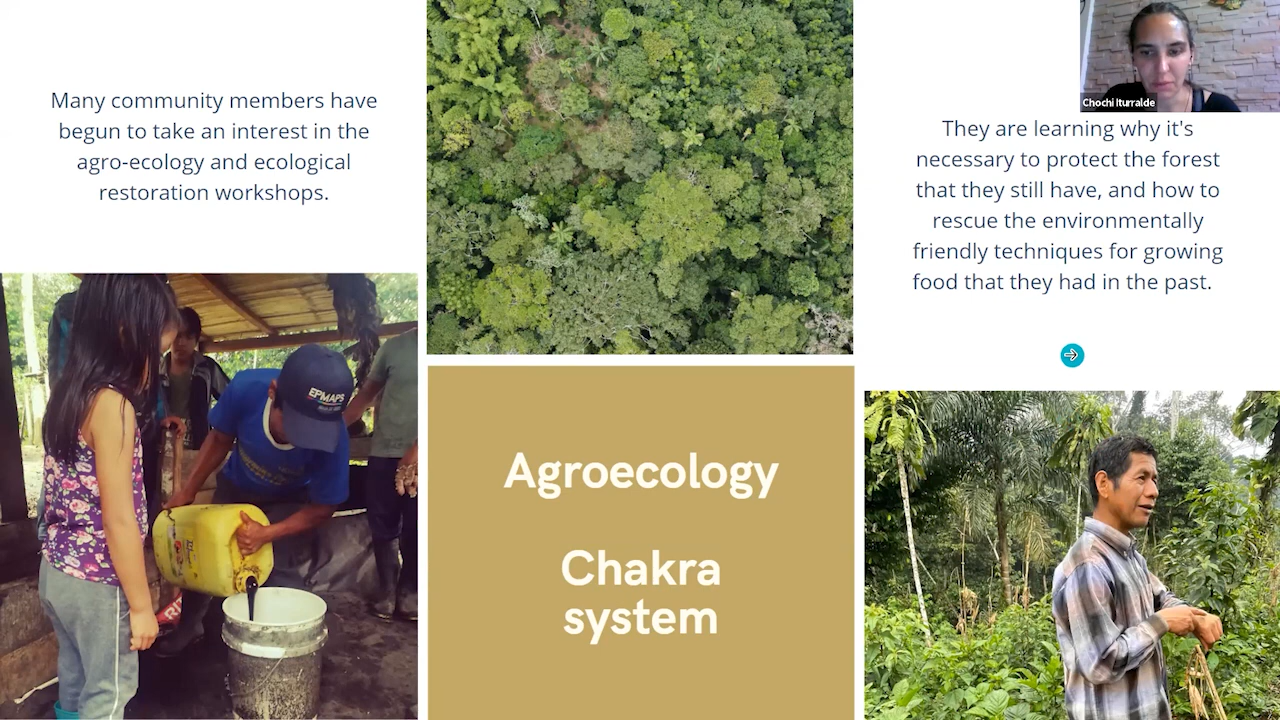 Many community members have
begun to take an interest in the
agro-ecology and ecological
restoration workshops.
Chochi Iturralde
They are learning why it's
necessary to protect the forest
that they still have, and how to
rescue the environmentally
friendly techniques for growing
food that they had in the past.
EPMAPS
Agroecology
Chakra
system